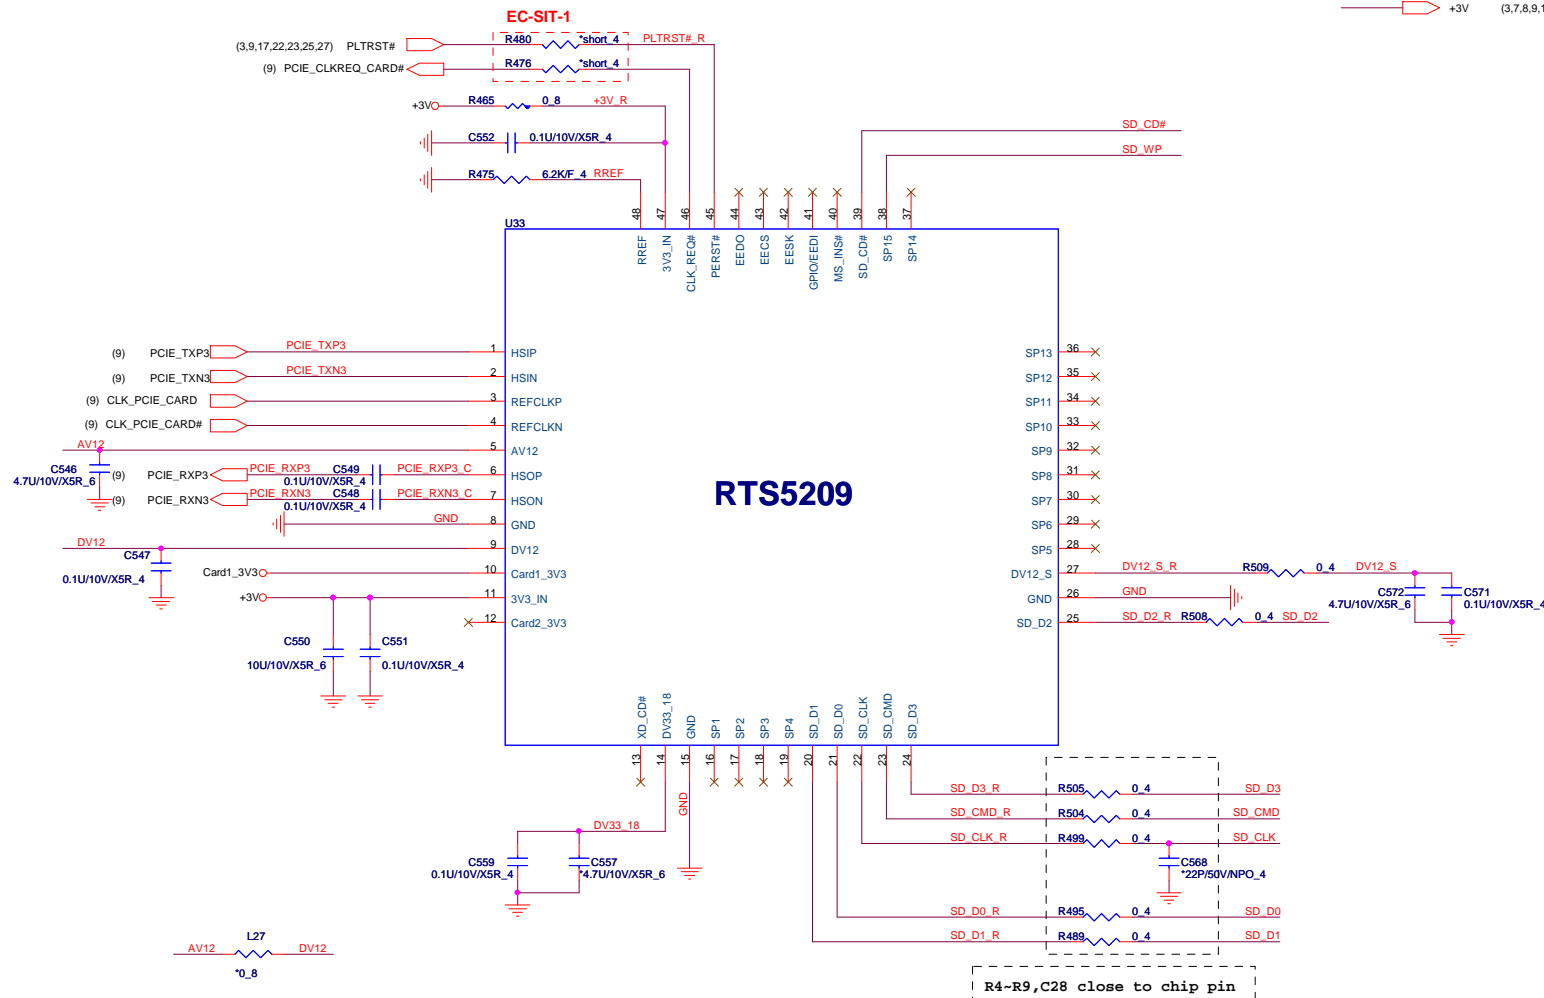 EC-SIT-1
+3V (3,7,8,9,1
(3,9,17,22,23,25,27) PLTRST# R480 *short_4 PLTRST#_R
(9) PCIE_CLKREQ_CARD# R476 *short_4
+3V R465 0_8 +3V_R
C552 0.1U/10V/X5R_4
R475 6.2K/F_4 RREF
SD_CD#
SD_WP
48 47 46 45 44 43 42 41 40 39 38 37
U33
RREF 3V3_IN CLK_REQ# PERST# EEDO EECS EESK GPIO/EEDI MS_INS# SD_CD# SP15 SP14
(9) PCIE_TXP3 PCIE_TXP3 1 HSIP
(9) PCIE_TXN3 PCIE_TXN3 2 HSIN
(9) CLK_PCIE_CARD 3 REFCLKP
(9) CLK_PCIE_CARD# 4 REFCLKN
AV12 5 AV12
C546
4.7U/10V/X5R_6
(9) PCIE_RXP3 PCIE_RXP3 C549 0.1U/10V/X5R_4 PCIE_RXP3_C 6 HSOP
(9) PCIE_RXN3 PCIE_RXN3 C548 0.1U/10V/X5R_4 PCIE_RXN3_C 7 HSON
GND 8 GND
DV12 9 DV12
C547
0.1U/10V/X5R_4
Card1_3V3 10 Card1_3V3
+3V 11 3V3_IN
12 Card2_3V3
C550
10U/10V/X5R_6
C551
0.1U/10V/X5R_4
RTS5209
SP13 36
SP12 35
SP11 34
SP10 33
SP9 32
SP8 31
SP7 30
SP6 29
SP5 28
DV12_S 27 DV12_S_R R509 0_4 DV12_S
GND 26 GND
SD_D2 25 SD_D2_R R508 0_4 SD_D2
C572
4.7U/10V/X5R_6
C571
0.1U/10V/X5R_4
XD_CD# DV33_18 GND SP1 SP2 SP3 SP4 SD_D1 SD_D0 SD_CLK SD_CMD SD_D3
13 14 15 16 17 18 19 20 21 22 23 24
GND
DV33_18
C559
0.1U/10V/X5R_4
C557
*4.7U/10V/X5R_6
SD_D3_R R505 0_4 SD_D3
SD_CMD_R R504 0_4 SD_CMD
SD_CLK_R R499 0_4 SD_CLK
C568
*22P/50V/NPO_4
SD_D0_R R495 0_4 SD_D0
SD_D1_R R489 0_4 SD_D1
AV12 L27 DV12
*0_8
R4~R9,C28 close to chip pin